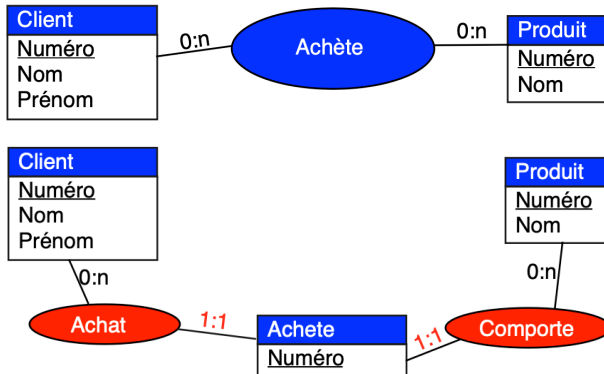 Client
Numéro
Nom
Prénom
0:n
Achète
0:n
Produit
Numéro
Nom
Client
Numéro
Nom
Prénom
Produit
Numéro
Nom
0:n
0:n
Achat
1:1
Achete
Numéro
1:1
Comporte